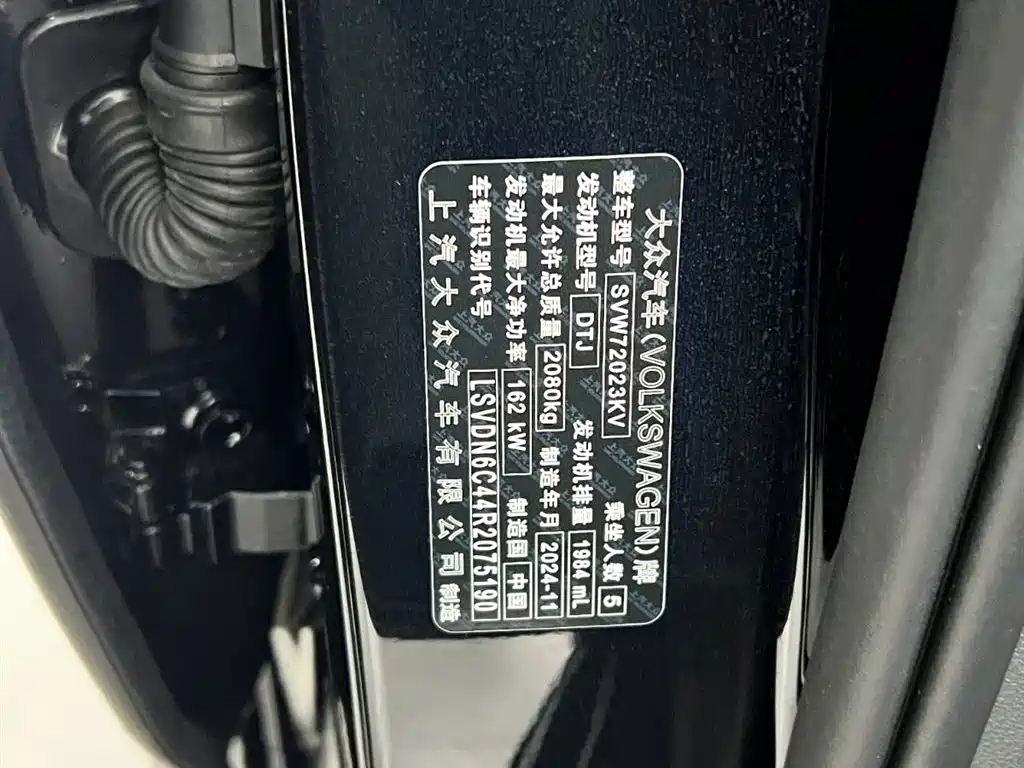 大众汽车(VOLKSWAGEN)牌
整车型号 SVW72023KV 乘坐人数 5
发动机型号 DTJ 发动机排量 1984 mL
最大允许总质量 2080kg 制造年月 2024-11
发动机最大净功率 162 kW 制造国 中国
车辆识别代号 LSVDN6C44R2075190
上汽大众汽车有限公司 制造